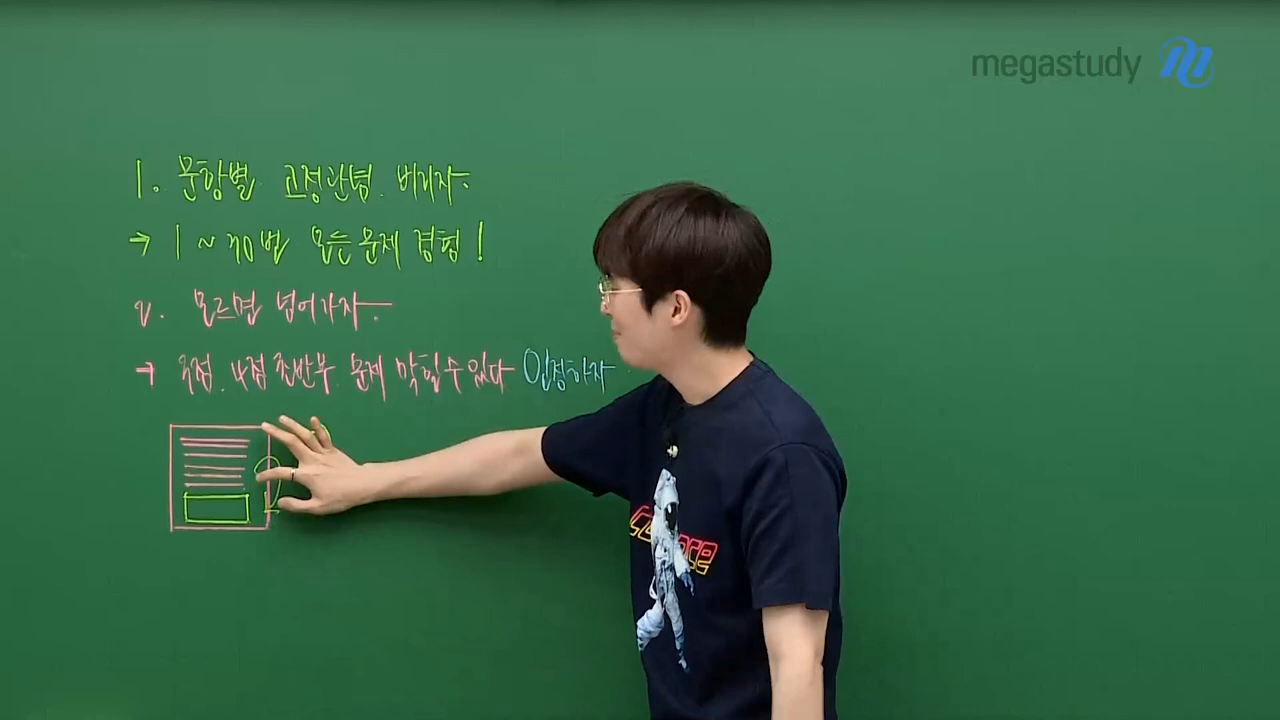 megastudy
1. 문항별 고정관념 버리자.
→ 1 ~ 30번 모든 문제 경험!
2. 모르면 넘어가자.
→ 3점, 4점 초반부 문제 막힐 수 있다 인정하자